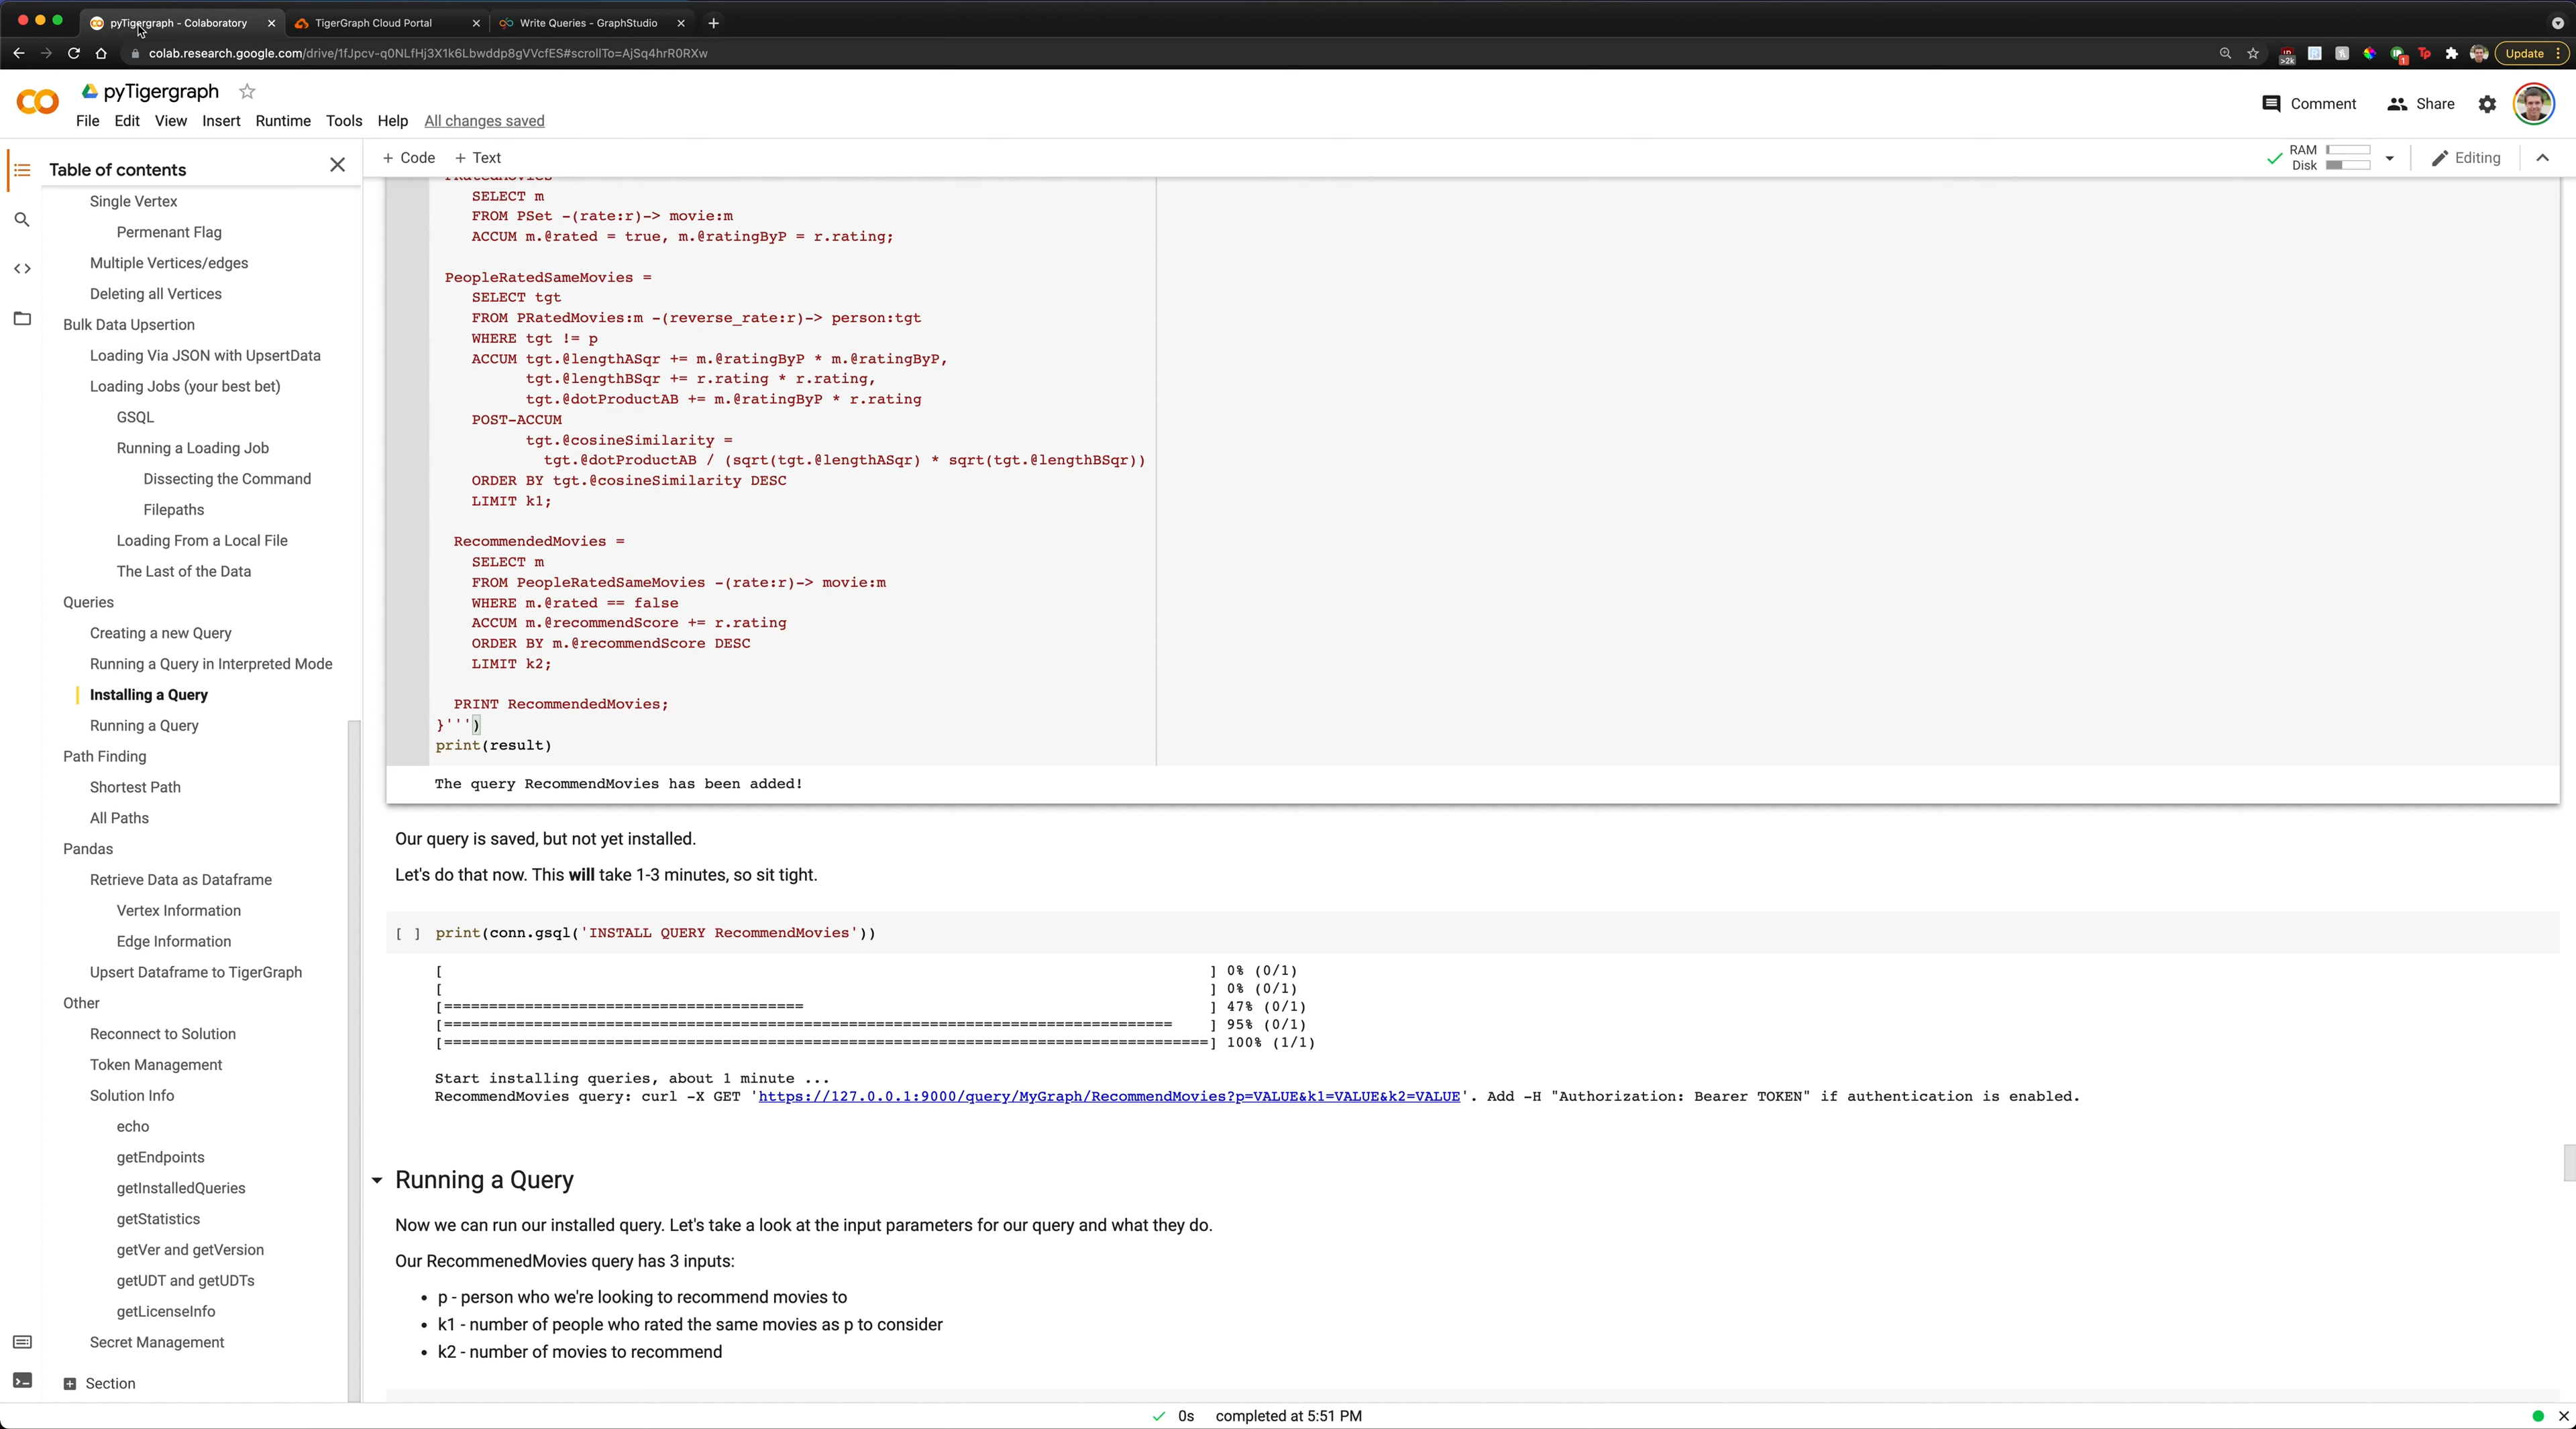 pyTigergraph - Colaboratory
TigerGraph Cloud Portal
Write Queries - GraphStudio
colab.research.google.com/drive/1fJpcv-q0NLfHj3X1k6Lbwddp8gVVcfES#scrollTo=AjSq4hrR0RXw
>2k
1
Tp
Update
pyTigergraph
File Edit View Insert Runtime Tools Help All changes saved
Comment
Share
Table of contents
+ Code + Text
RAM
Disk
Editing
Single Vertex
Permenant Flag
Multiple Vertices/edges
Deleting all Vertices
Bulk Data Upsertion
Loading Via JSON with UpsertData
Loading Jobs (your best bet)
GSQL
Running a Loading Job
Dissecting the Command
Filepaths
Loading From a Local File
The Last of the Data
Queries
Creating a new Query
Running a Query in Interpreted Mode
Installing a Query
Running a Query
Path Finding
Shortest Path
All Paths
Pandas
Retrieve Data as Dataframe
Vertex Information
Edge Information
Upsert Dataframe to TigerGraph
Other
Reconnect to Solution
Token Management
Solution Info
echo
getEndpoints
getInstalledQueries
getStatistics
getVer and getVersion
getUDT and getUDTs
getLicenseInfo
Secret Management
Section
SELECT m
FROM PSet -(rate:r)-> movie:m
ACCUM m.@rated = true, m.@ratingByP = r.rating;
PeopleRatedSameMovies =
SELECT tgt
FROM PRatedMovies:m -(reverse_rate:r)-> person:tgt
WHERE tgt != p
ACCUM tgt.@lengthASqr += m.@ratingByP * m.@ratingByP,
tgt.@lengthBSqr += r.rating * r.rating,
tgt.@dotProductAB += m.@ratingByP * r.rating
POST-ACCUM
tgt.@cosineSimilarity =
tgt.@dotProductAB / (sqrt(tgt.@lengthASqr) * sqrt(tgt.@lengthBSqr))
ORDER BY tgt.@cosineSimilarity DESC
LIMIT k1;
RecommendedMovies =
SELECT m
FROM PeopleRatedSameMovies -(rate:r)-> movie:m
WHERE m.@rated == false
ACCUM m.@recommendScore += r.rating
ORDER BY m.@recommendScore DESC
LIMIT k2;
PRINT RecommendedMovies;
}''')
print(result)
The query RecommendMovies has been added!
Our query is saved, but not yet installed.
Let's do that now. This will take 1-3 minutes, so sit tight.
[ ] print(conn.gsql('INSTALL QUERY RecommendMovies'))
[ ] 0% (0/1)
[ ] 0% (0/1)
[======================================== ] 47% (0/1)
[================================================================================= ] 95% (0/1)
[=====================================================================================] 100% (1/1)
Start installing queries, about 1 minute ...
RecommendMovies query: curl -X GET 'https://127.0.0.1:9000/query/MyGraph/RecommendMovies?p=VALUE&k1=VALUE&k2=VALUE'. Add -H "Authorization: Bearer TOKEN" if authentication is enabled.
Running a Query
Now we can run our installed query. Let's take a look at the input parameters for our query and what they do.
Our RecommenedMovies query has 3 inputs:
• p - person who we're looking to recommend movies to
• k1 - number of people who rated the same movies as p to consider
• k2 - number of movies to recommend
0s completed at 5:51 PM